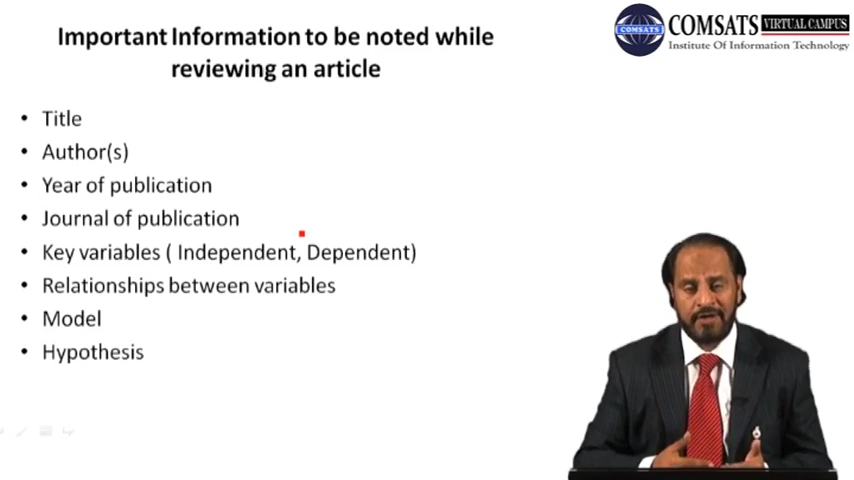 Important Information to be noted while
reviewing an article
• Title
• Author(s)
• Year of publication
• Journal of publication
• Key variables ( Independent, Dependent)
• Relationships between variables
• Model
• Hypothesis
COMSATS
COMSATS VIRTUAL CAMPUS
Institute Of Information Technology